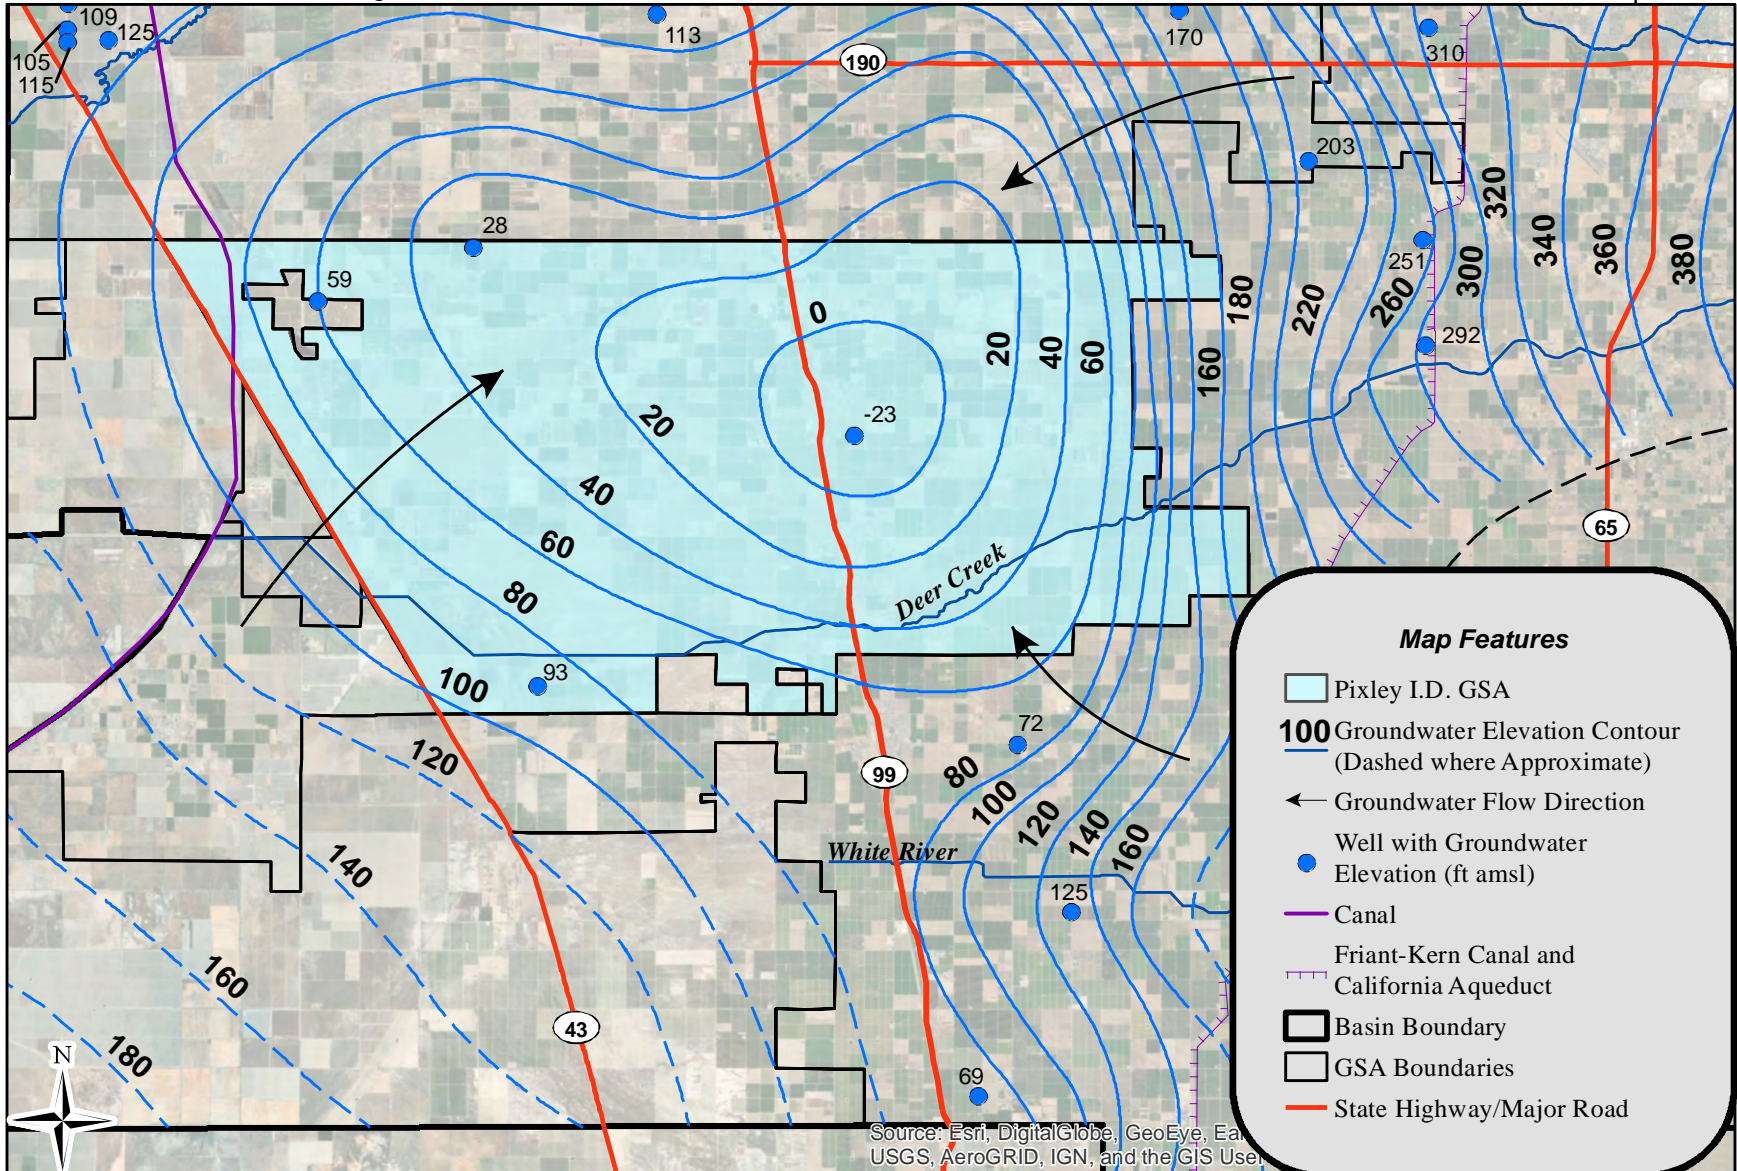 109
125
105
115
113
190
170
310
203
28
59
251
292
320
340
360
380
300
260
220
180
160
0
20
40
60
-23
20
40
60
80
100
93
120
140
160
180
Deer Creek
65
72
99
80
100
120
140
160
White River
125
43
69
N
Map Features
Pixley I.D. GSA
100 Groundwater Elevation Contour
(Dashed where Approximate)
Groundwater Flow Direction
Well with Groundwater
Elevation (ft amsl)
Canal
Friant-Kern Canal and
California Aqueduct
Basin Boundary
GSA Boundaries
State Highway/Major Road
Source: Esri, DigitalGlobe, GeoEye,
USGS, AeroGRID, IGN, and the GIS